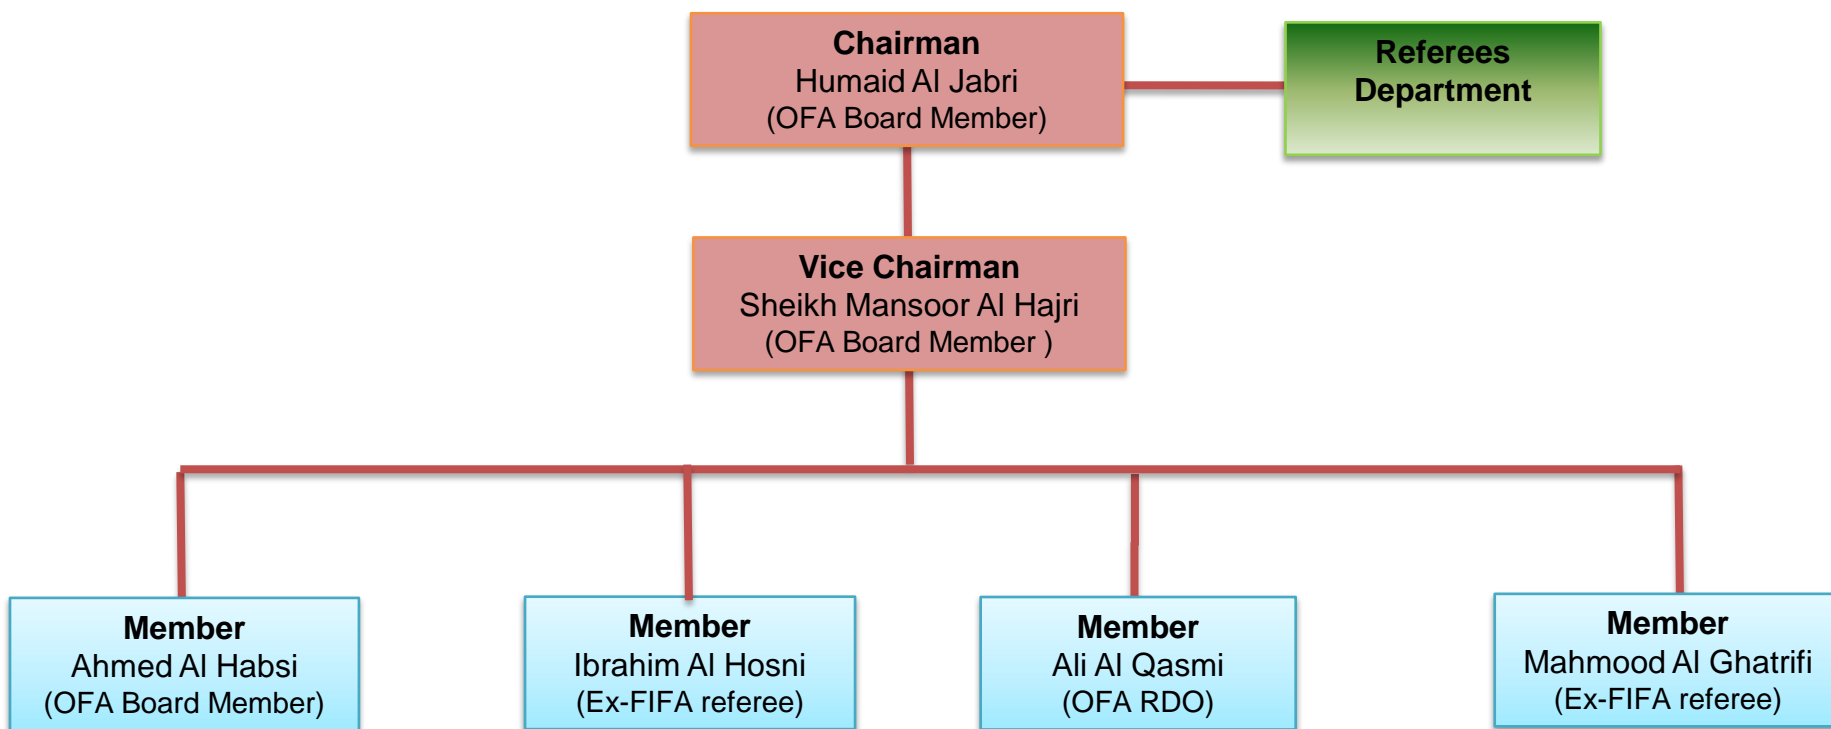 Chairman
Humaid Al Jabri
(OFA Board Member)
Referees
Department
Vice Chairman
Sheikh Mansoor Al Hajri
(OFA Board Member )
Member
Ahmed Al Habsi
(OFA Board Member)
Member
Ibrahim Al Hosni
(Ex-FIFA referee)
Member
Ali Al Qasmi
(OFA RDO)
Member
Mahmood Al Ghatrifi
(Ex-FIFA referee)